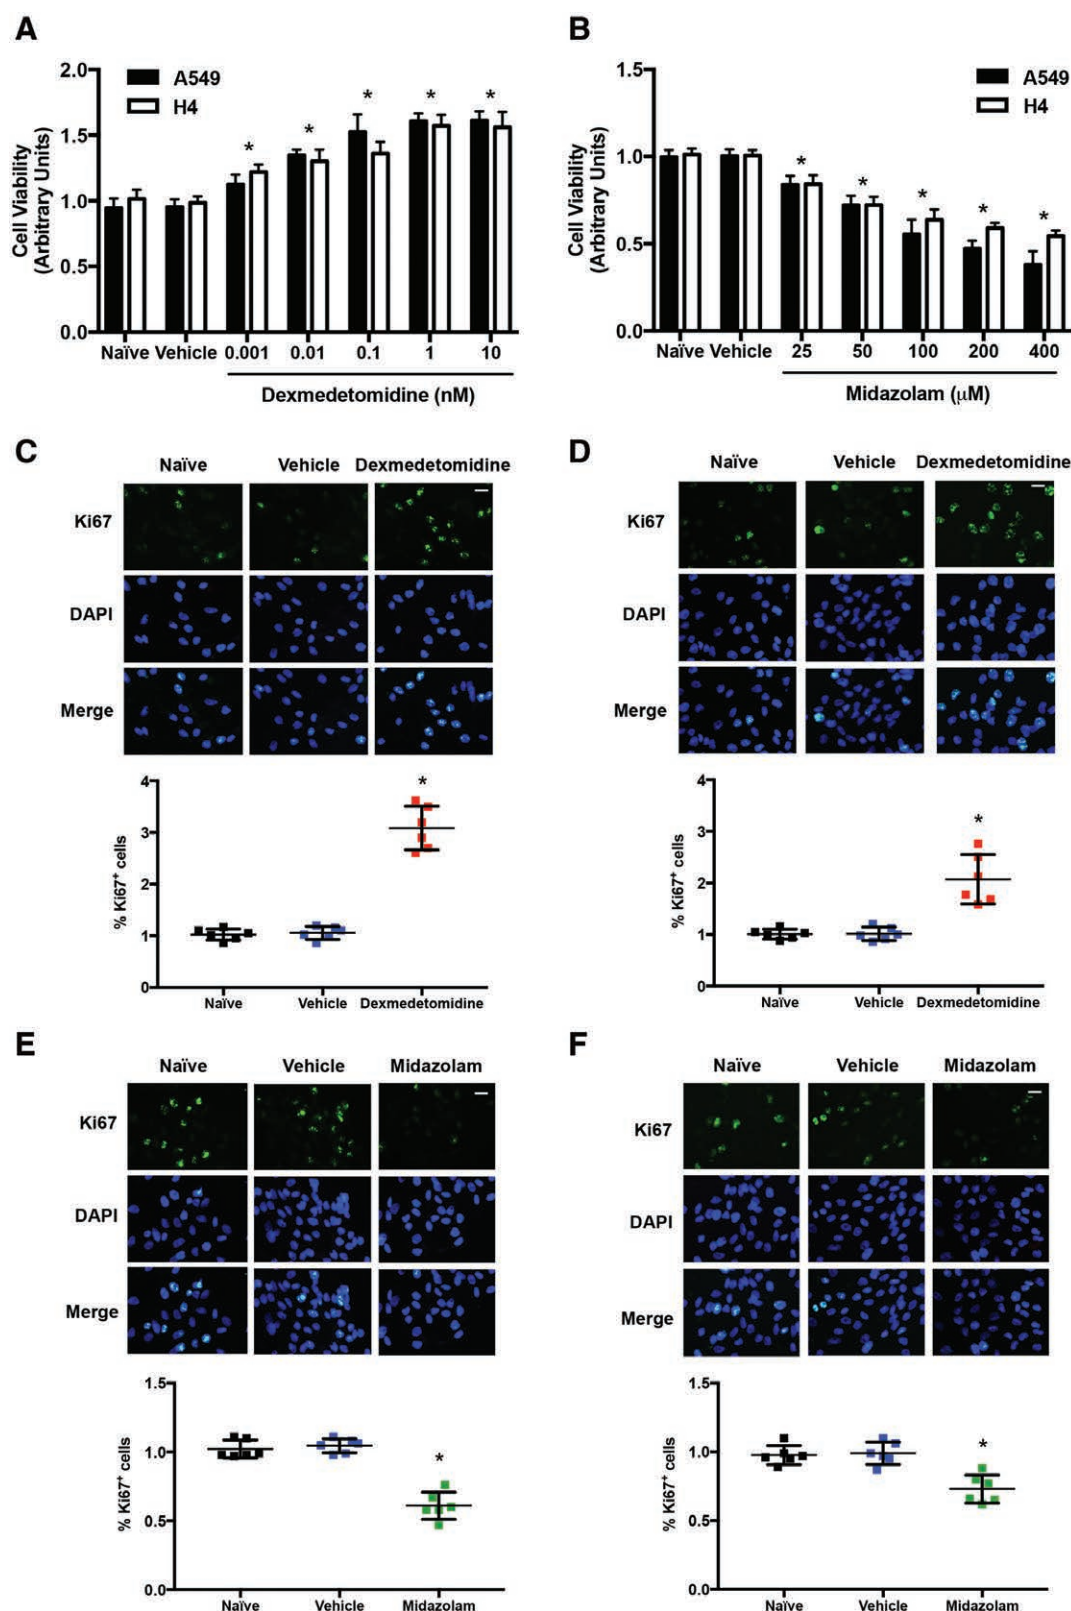 A
2.0
1.5
1.0
0.5
0.0
Cell Viability
(Arbitrary Units)
A549
H4
*
*
*
*
*
Naïve Vehicle 0.001 0.01 0.1 1 10
Dexmedetomidine (nM)
B
1.5
1.0
0.5
0.0
Cell Viability
(Arbitrary Units)
A549
H4
*
*
*
*
*
Naïve Vehicle 25 50 100 200 400
Midazolam (μM)
C
Naïve Vehicle Dexmedetomidine
Ki67
DAPI
Merge
4
3
2
1
0
% Ki67+ cells
*
Naïve Vehicle Dexmedetomidine
D
Naïve Vehicle Dexmedetomidine
Ki67
DAPI
Merge
4
3
2
1
0
% Ki67+ cells
*
Naïve Vehicle Dexmedetomidine
E
Naïve Vehicle Midazolam
Ki67
DAPI
Merge
1.5
1.0
0.5
0.0
% Ki67+ cells
*
Naïve Vehicle Midazolam
F
Naïve Vehicle Midazolam
Ki67
DAPI
Merge
1.5
1.0
0.5
0.0
% Ki67+ cells
*
Naïve Vehicle Midazolam